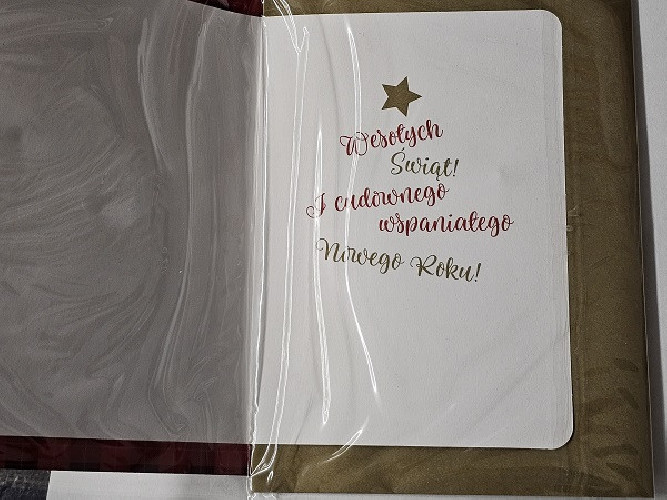 Wesołych
Świąt!
I cudownego
wspaniałego
Nowego Roku!